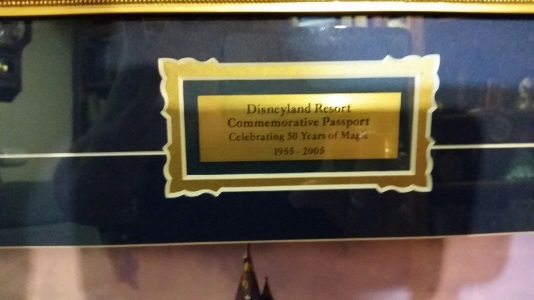 Disneyland Resort
Commemorative Passport
Celebrating 50 Years of Magic
1955 - 2005